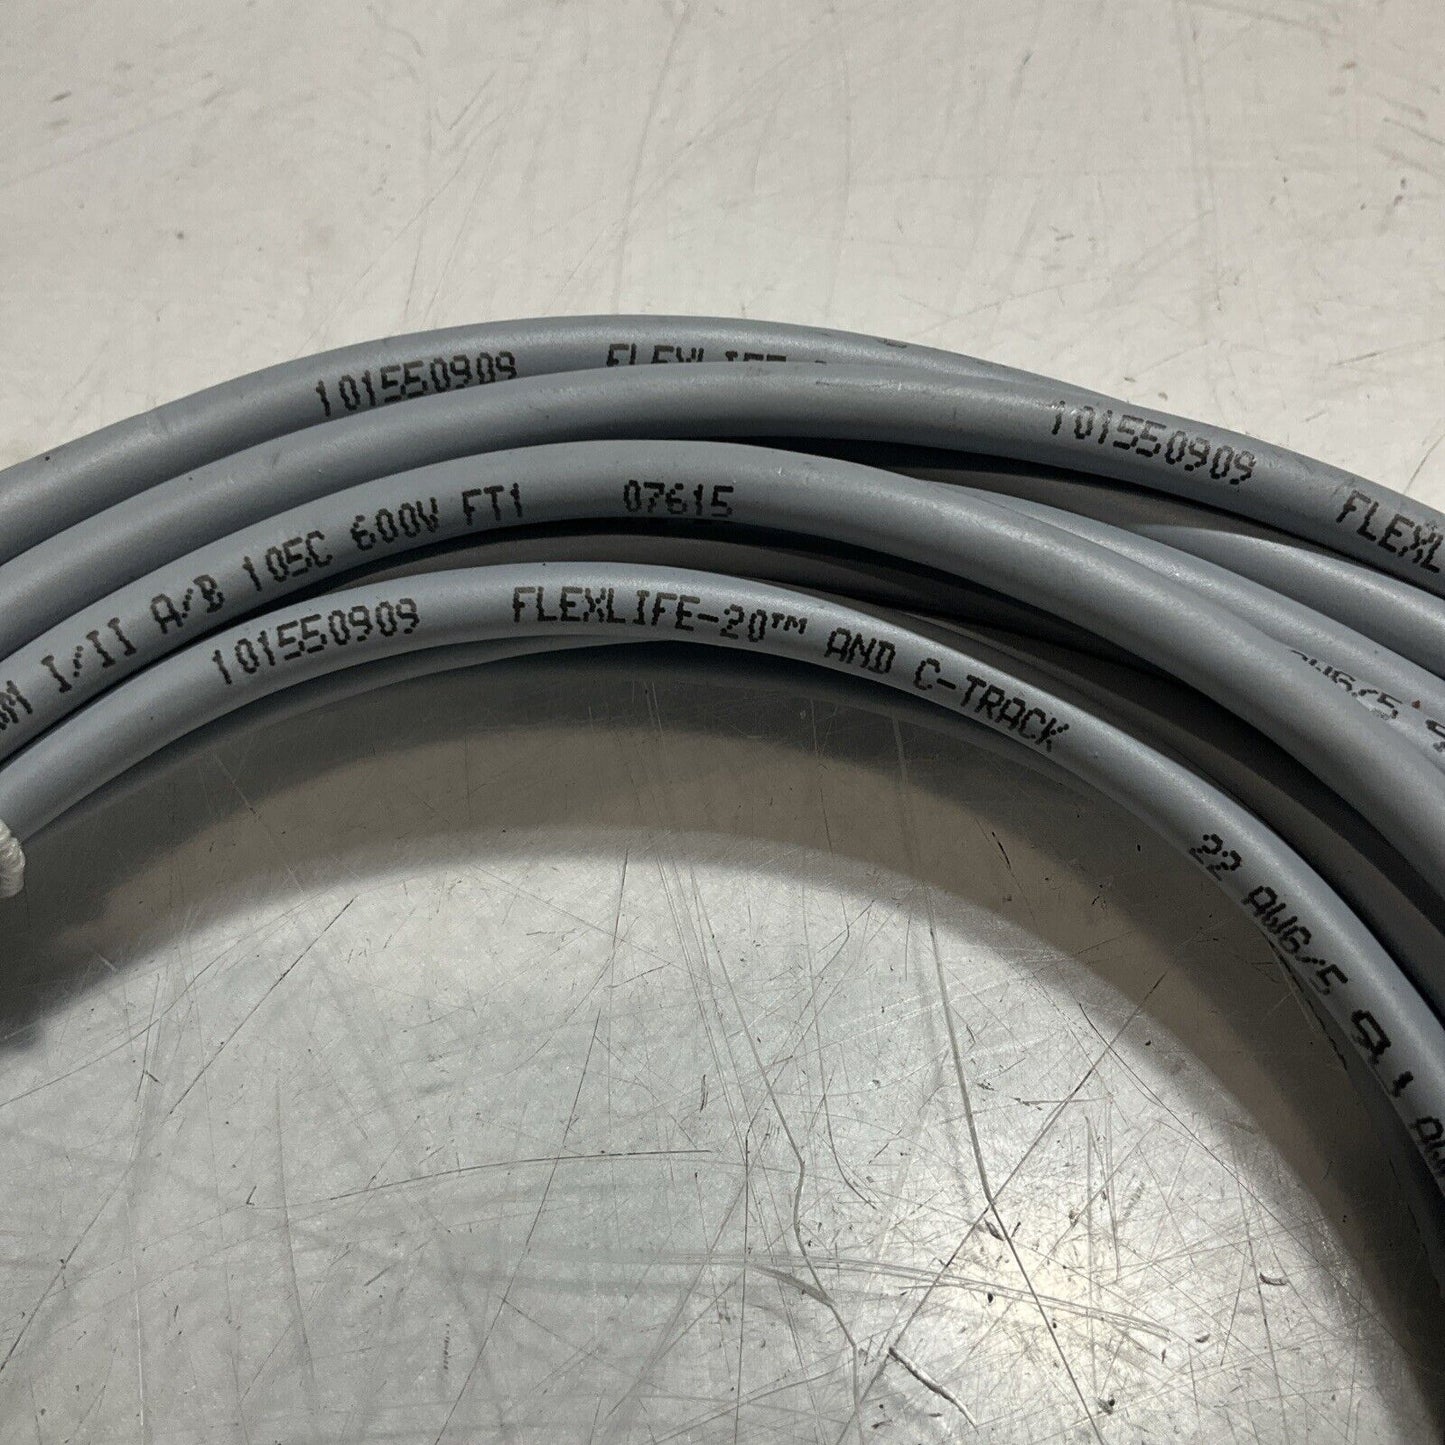 101550909
101550909 FLEXL
I/II A/B 105C 600V FT1 07615
101550909 FLEXLIFE-20™ AND C-TRACK 22 AWG/5